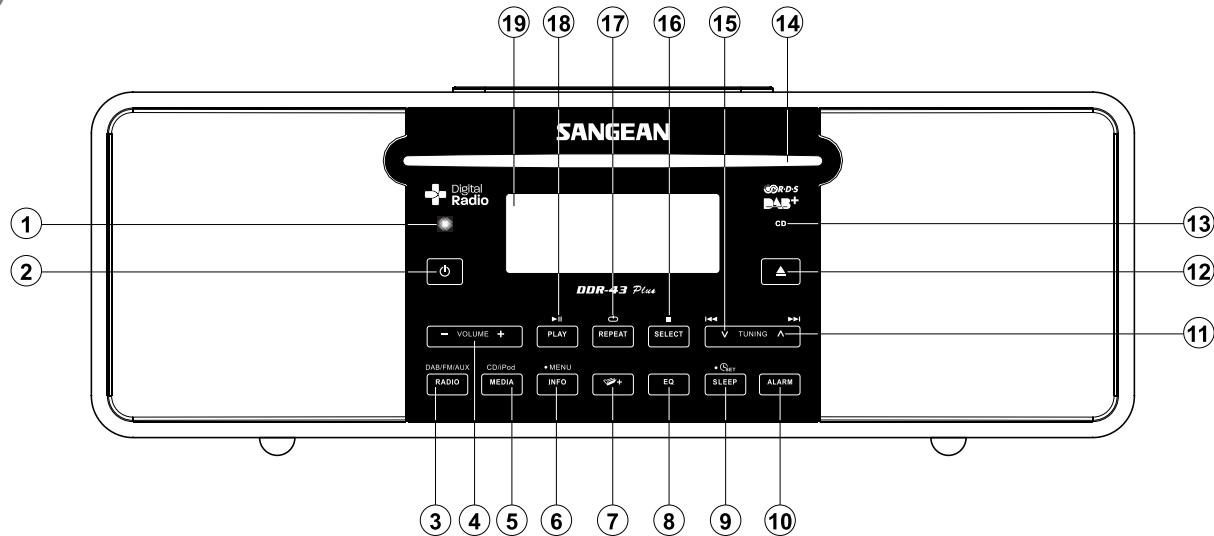 19 18 17 16 15 14
SANGEAN
Digital
Radio
R·D·S
DAB+
CD
1
13
2
12
DDR-43 Plus
− VOLUME +
PLAY
REPEAT
SELECT
TUNING
11
DAB/FM/AUX
CD/iPod
• MENU
• SET
RADIO
MEDIA
INFO
+
EQ
SLEEP
ALARM
3 4 5 6 7 8 9 10